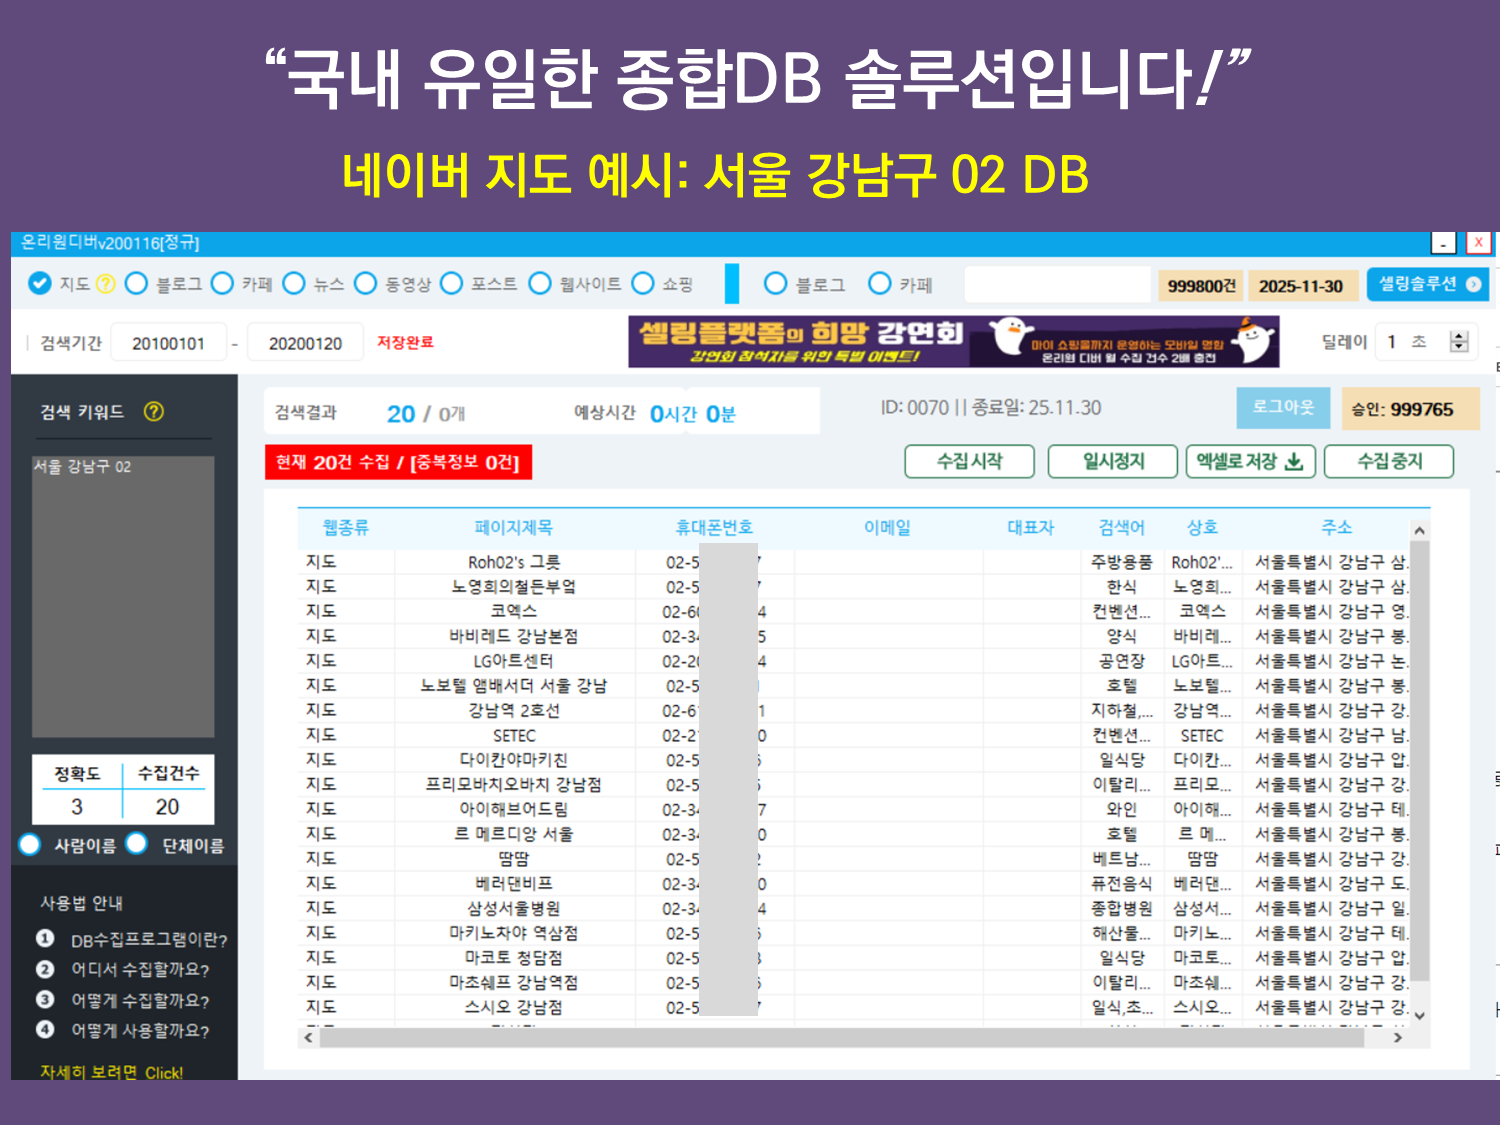 “국내 유일한 종합DB 솔루션입니다!”
네이버 지도 예시: 서울 강남구 02 DB
온리원디버v200116[정규]
- X
지도 ? 블로그 카페 뉴스 동영상 포스트 웹사이트 쇼핑 블로그 카페 999800건 2025-11-30 셀링솔루션
검색기간 20100101 - 20200120 저장완료
셀링플랫폼의 희망 강연회
강연회 참석자를 위한 특별 이벤트!
마이 쇼핑몰까지 운영하는 모바일 명함
온리원 디버 월 수집 건수 2배 충전
딜레이 1 초
검색 키워드 ?
서울 강남구 02
검색결과 20 / 0개 예상시간 0시간 0분 ID: 0070 || 종료일: 25.11.30 로그아웃 승인: 999765
현재 20건 수집 / [중복정보 0건] 수집시작 일시정지 엑셀로저장 수집중지
웹종류 페이지제목 휴대폰번호 이메일 대표자 검색어 상호 주소
지도 Roh02's 그릇 02-5 주방용품 Roh02'... 서울특별시 강남구 삼.
지도 노영희의철든부엌 02-5 한식 노영희... 서울특별시 강남구 삼.
지도 코엑스 02-60 4 컨벤션... 코엑스 서울특별시 강남구 영.
지도 바비레드 강남본점 02-34 5 양식 바비레... 서울특별시 강남구 봉.
지도 LG아트센터 02-20 4 공연장 LG아트... 서울특별시 강남구 논.
지도 노보텔 앰배서더 서울 강남 02-5 호텔 노보텔... 서울특별시 강남구 봉.
지도 강남역 2호선 02-6 1 지하철,... 강남역... 서울특별시 강남구 강.
지도 SETEC 02-2 0 컨벤션... SETEC 서울특별시 강남구 남.
지도 다이칸야마키친 02-5 일식당 다이칸... 서울특별시 강남구 압.
지도 프리모바치오바치 강남점 02-5 이탈리... 프리모... 서울특별시 강남구 강.
지도 아이해브어드림 02-34 7 와인 아이해... 서울특별시 강남구 테.
지도 르 메르디앙 서울 02-34 0 호텔 르 메... 서울특별시 강남구 봉.
지도 땀땀 02-5 베트남... 땀땀 서울특별시 강남구 강.
지도 베러댄비프 02-34 0 퓨전음식 베러댄... 서울특별시 강남구 도.
지도 삼성서울병원 02-34 4 종합병원 삼성서... 서울특별시 강남구 일.
지도 마키노차야 역삼점 02-5 해산물... 마키노... 서울특별시 강남구 테.
지도 마코토 청담점 02-5 일식당 마코토... 서울특별시 강남구 압.
지도 마초쉐프 강남역점 02-5 이탈리... 마초쉐... 서울특별시 강남구 강.
지도 스시오 강남점 02-5 일식,초... 스시오... 서울특별시 강남구 강.
정확도 수집건수
3 20
사람이름 단체이름
사용법 안내
1 DB수집프로그램이란?
2 어디서 수집할까요?
3 어떻게 수집할까요?
4 어떻게 사용할까요?
자세히 보려면 Click!